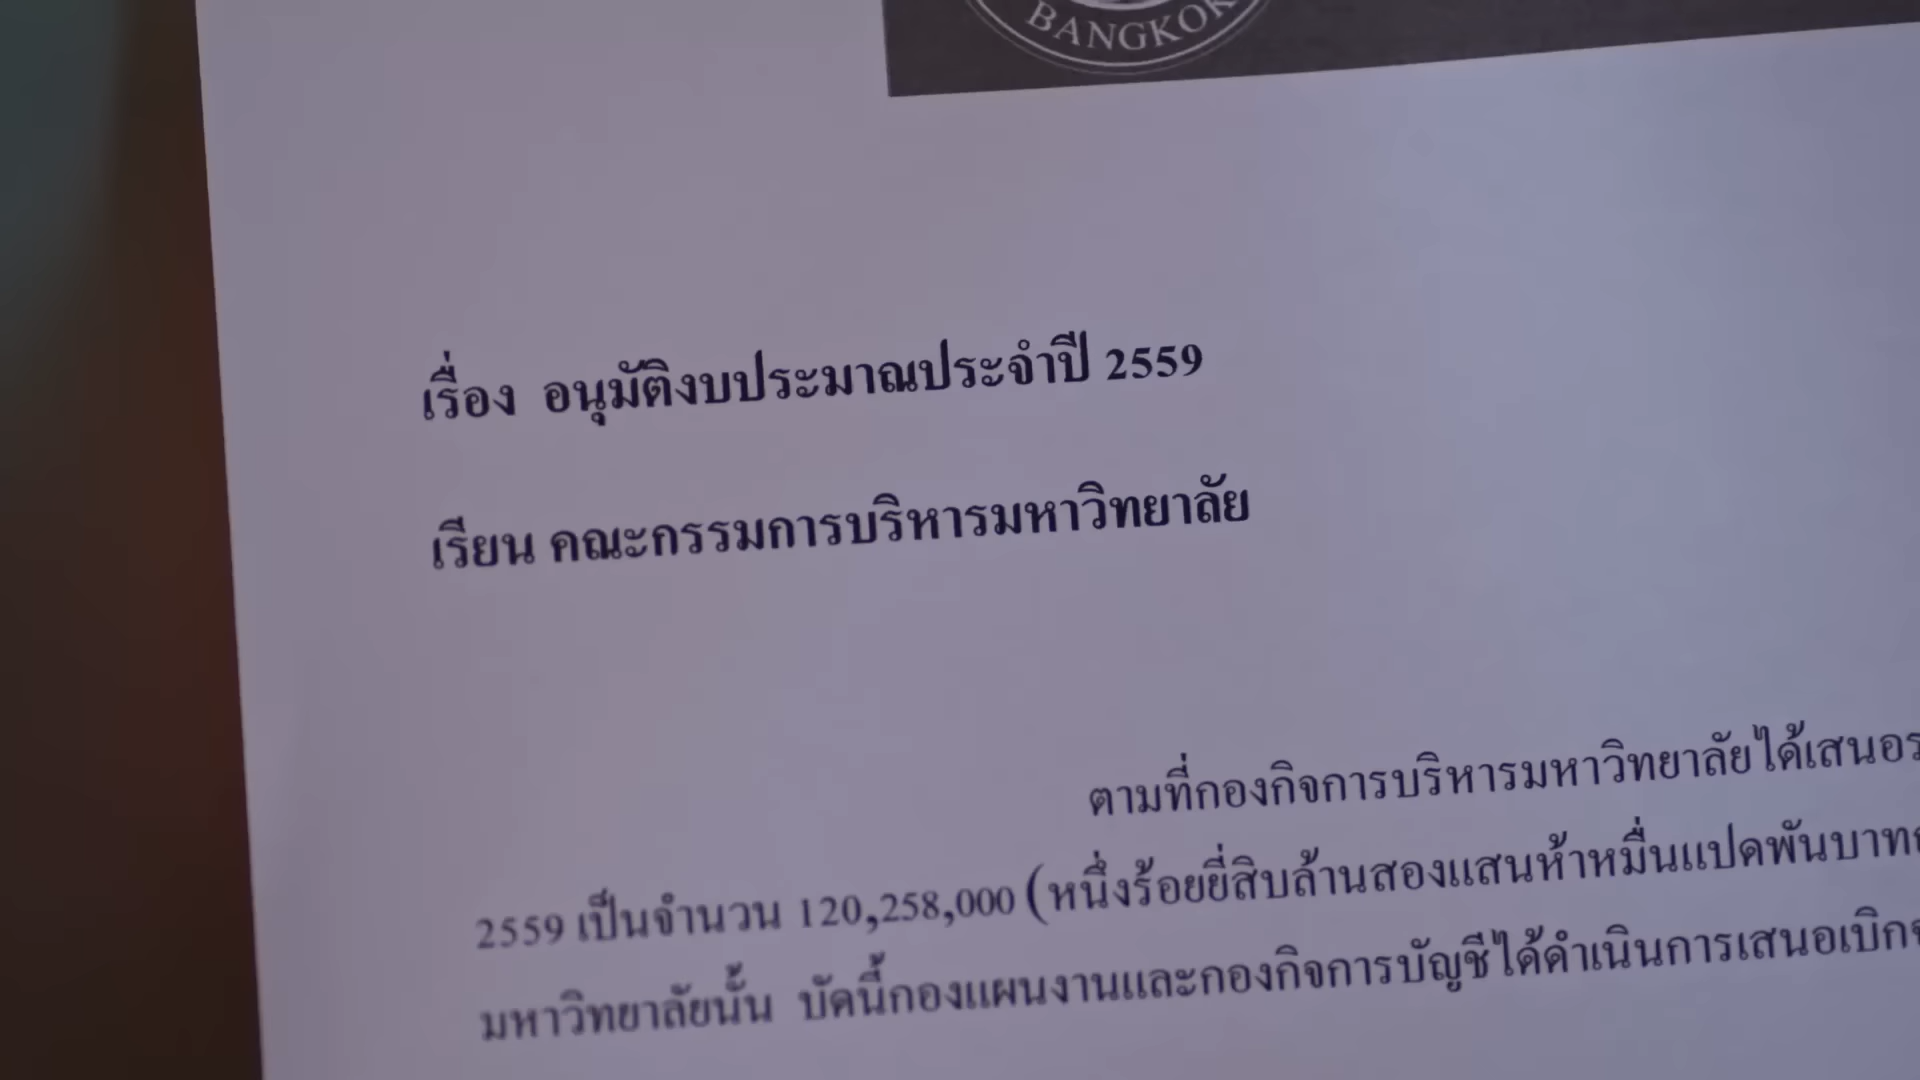 BANGKOK
เรื่อง อนุมัติงบประมาณประจำปี 2559
เรียน คณะกรรมการบริหารมหาวิทยาลัย
ตามที่กองกิจการบริหารมหาวิทยาลัยได้เสนอร
2559 เป็นจำนวน 120,258,000 (หนึ่งร้อยยี่สิบล้านสองแสนห้าหมื่นแปดพันบาท
มหาวิทยาลัยนั้น บัดนี้กองแผนงานและกองกิจการบัญชีได้ดำเนินการเสนอเบิก